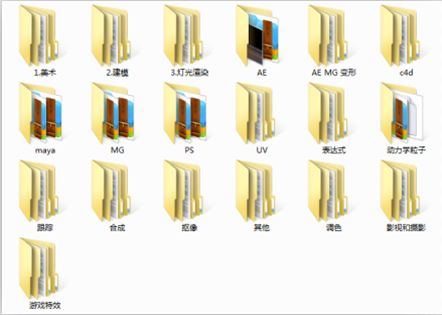 1.美术
2.建模
3.灯光渲染
AE
AE MG 变形
c4d
maya
MG
PS
UV
表达式
动力学粒子
跟踪
合成
抠像
其他
调色
影视和摄影
游戏特效